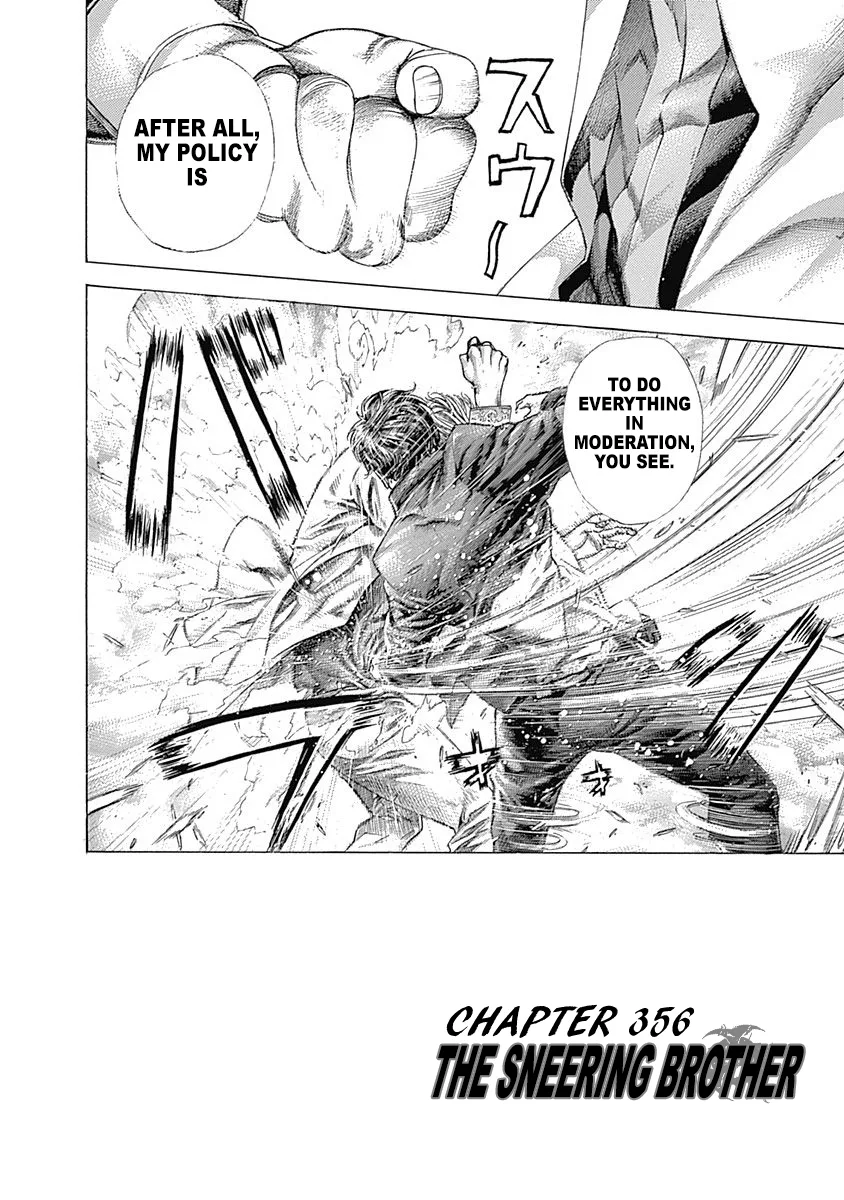 AFTER ALL,
MY POLICY
IS
スウー
TO DO
EVERYTHING
IN
MODERATION,
YOU SEE.
CHAPTER 356
THE SNEERING BROTHER